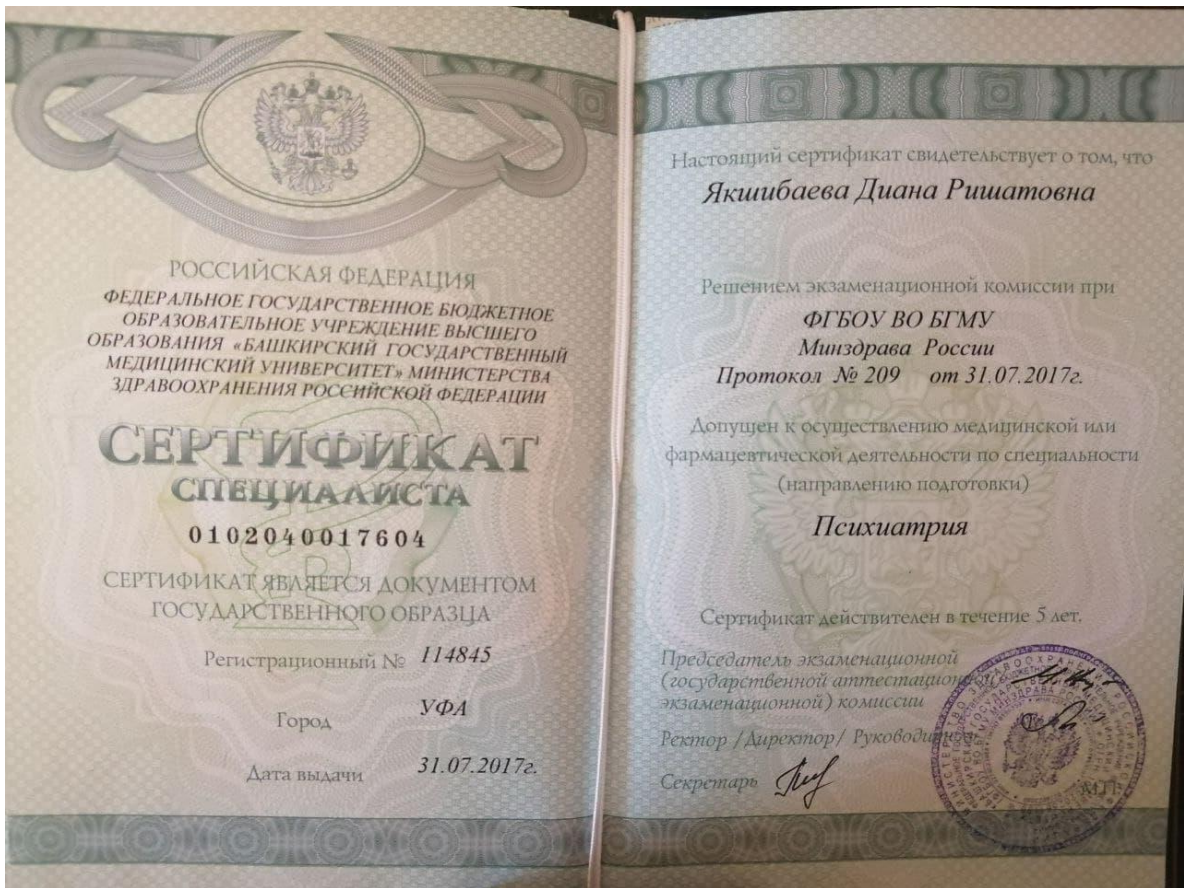 РОССИЙСКАЯ ФЕДЕРАЦИЯ
ФЕДЕРАЛЬНОЕ ГОСУДАРСТВЕННОЕ БЮДЖЕТНОЕ
ОБРАЗОВАТЕЛЬНОЕ УЧРЕЖДЕНИЕ ВЫСШЕГО
ОБРАЗОВАНИЯ «БАШКИРСКИЙ ГОСУДАРСТВЕННЫЙ
МЕДИЦИНСКИЙ УНИВЕРСИТЕТ» МИНИСТЕРСТВА
ЗДРАВООХРАНЕНИЯ РОССИЙСКОЙ ФЕДЕРАЦИИ
СЕРТИФИКАТ
СПЕЦИАЛИСТА
0102040017604
СЕРТИФИКАТ ЯВЛЯЕТСЯ ДОКУМЕНТОМ
ГОСУДАРСТВЕННОГО ОБРАЗЦА
Регистрационный № 114845
Город УФА
Дата выдачи 31.07.2017г.
Настоящий сертификат свидетельствует о том, что
Якшибаева Диана Ришатовна
Решением экзаменационной комиссии при
ФГБОУ ВО БГМУ
Минздрава России
Протокол № 209 от 31.07.2017г.
Допущен к осуществлению медицинской или
фармацевтической деятельности по специальности
(направлению подготовки)
Психиатрия
Сертификат действителен в течение 5 лет.
Председатель экзаменационной
(государственной аттестационной
экзаменационной) комиссии
Ректор /Директор/ Руководитель
Секретарь
М.П.